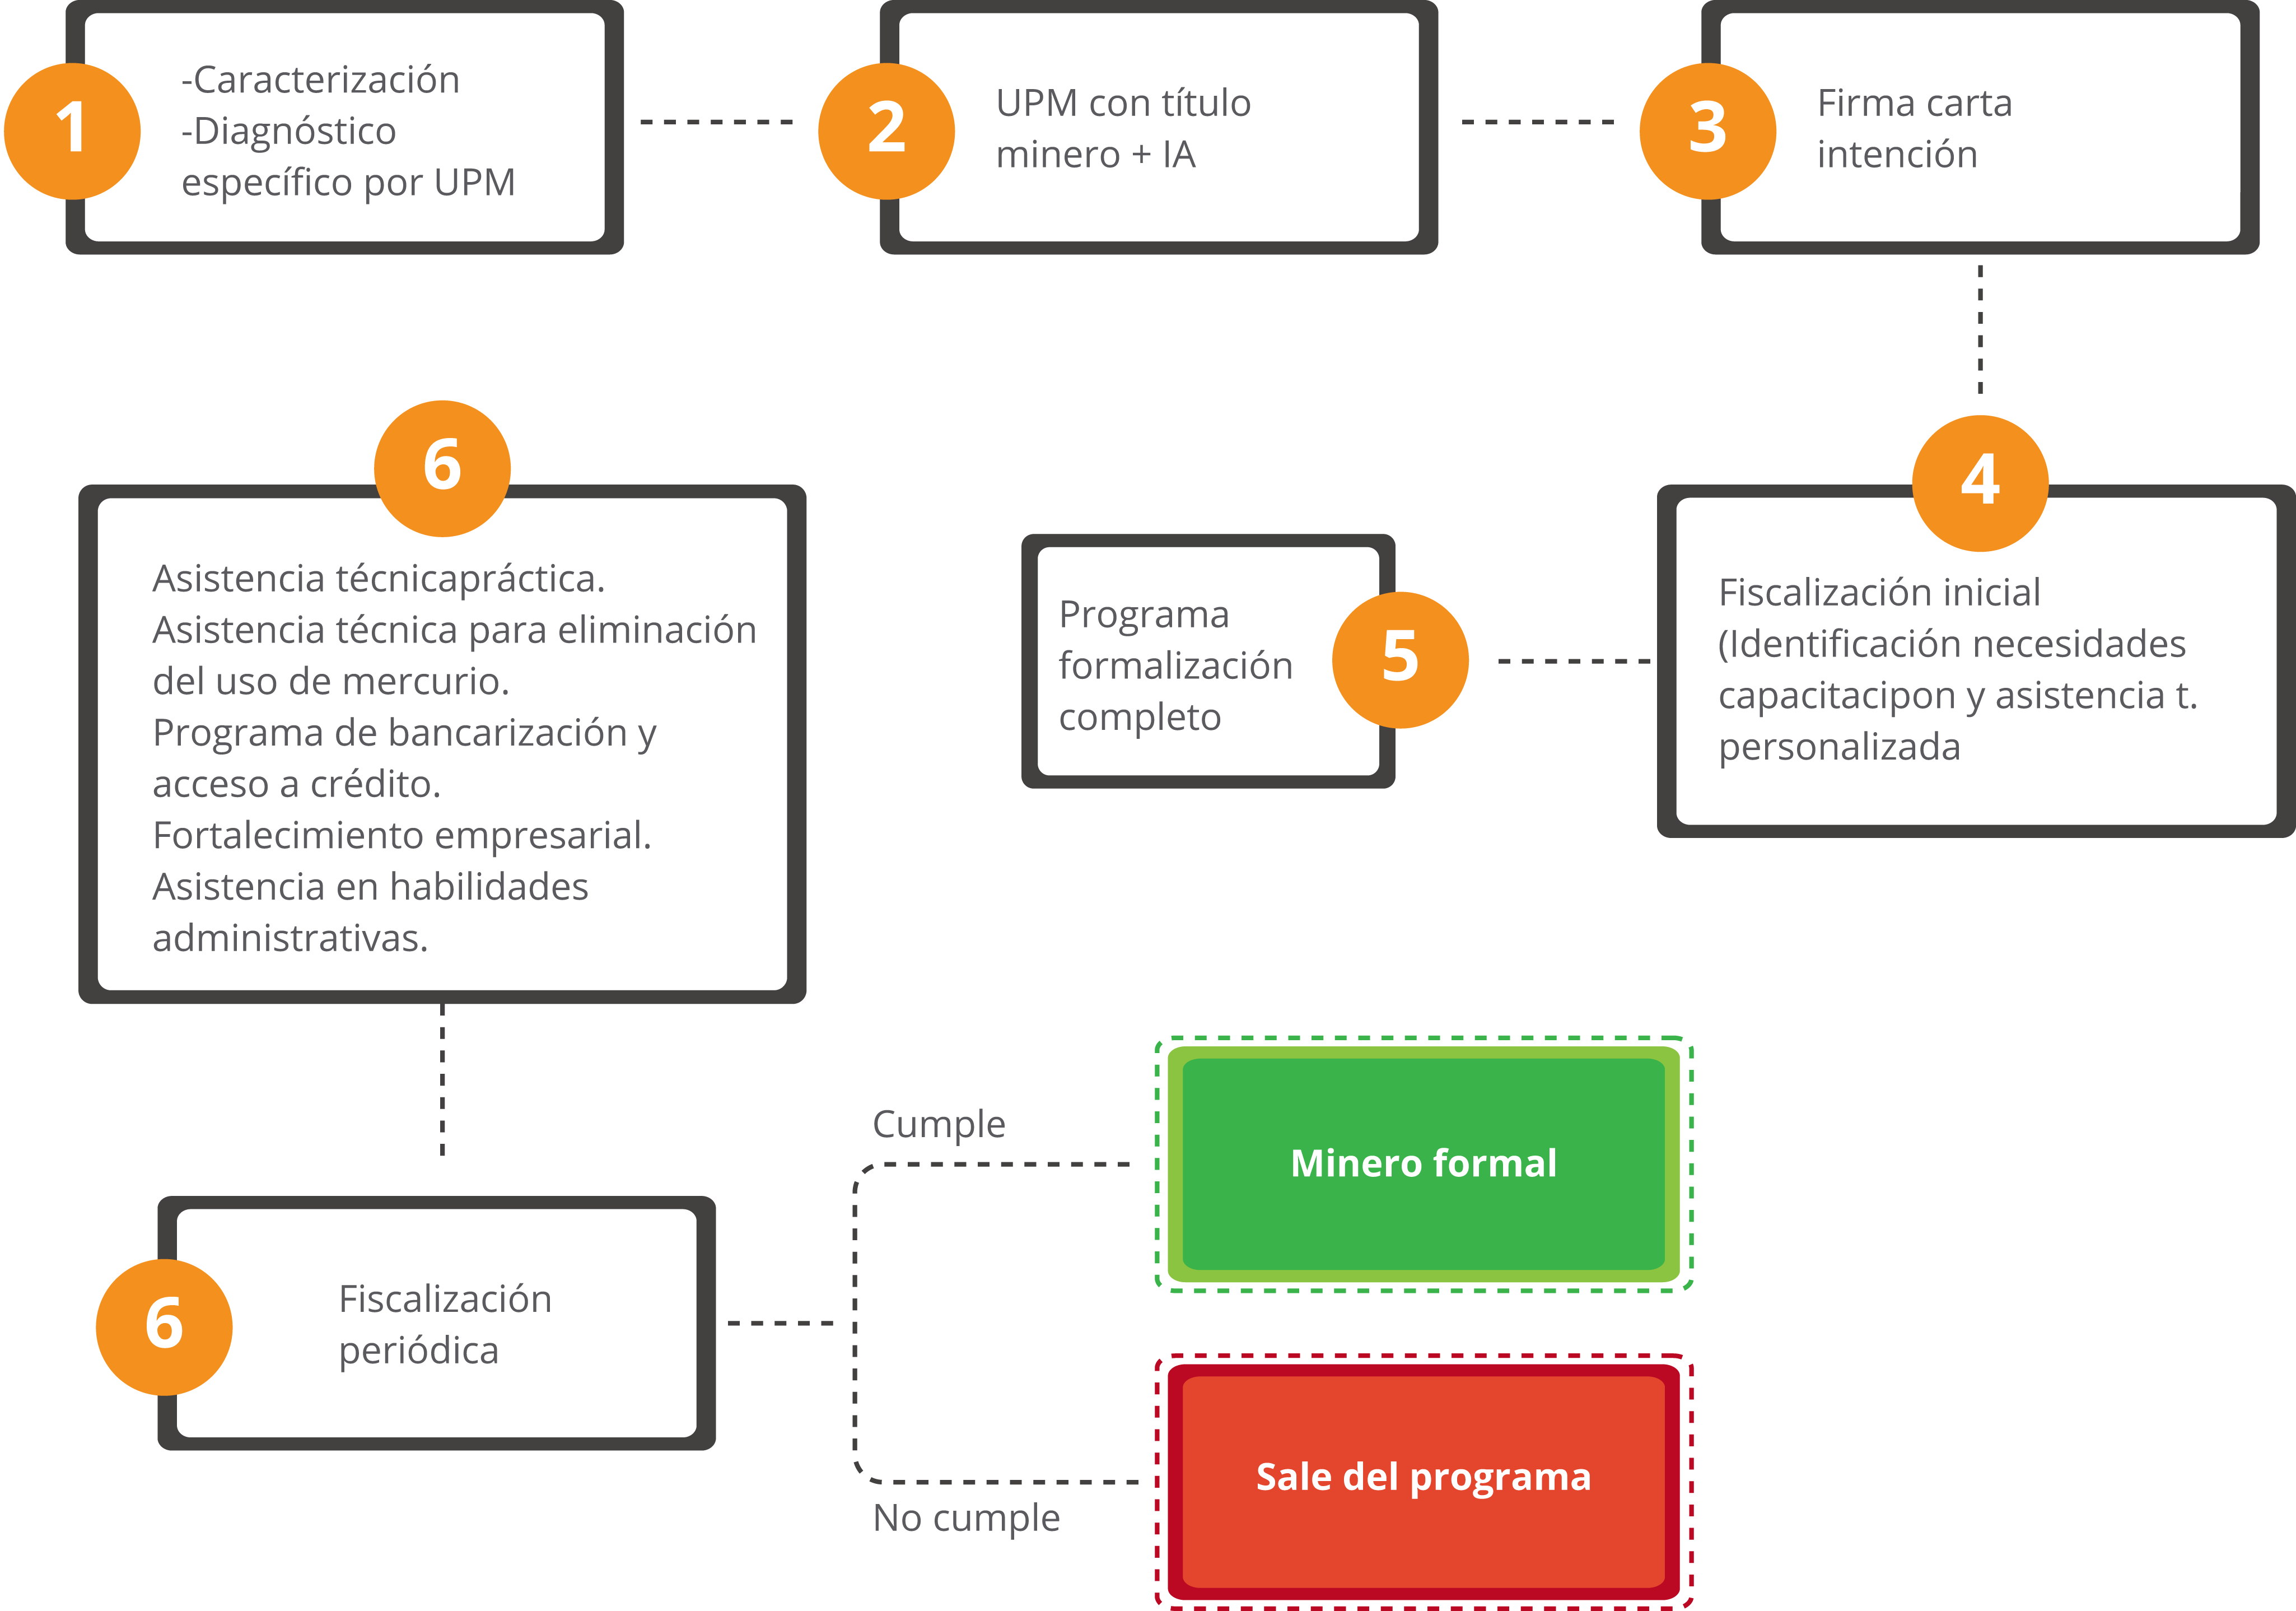 1
-Caracterización
-Diagnóstico
específico por UPM
2
UPM con título
minero + IA
3
Firma carta
intención
4
Fiscalización inicial
(Identificación necesidades
capacitacipon y asistencia t.
personalizada
5
Programa
formalización
completo
6
Asistencia técnicapráctica.
Asistencia técnica para eliminación
del uso de mercurio.
Programa de bancarización y
acceso a crédito.
Fortalecimiento empresarial.
Asistencia en habilidades
administrativas.
6
Fiscalización
periódica
Cumple
Minero formal
No cumple
Sale del programa